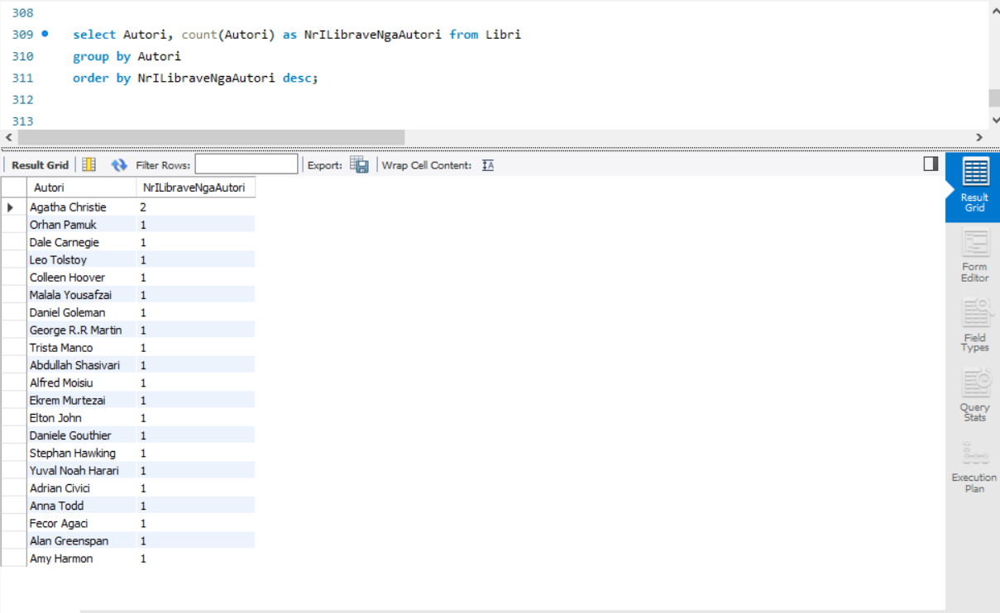 308
309 select Autori, count(Autori) as NrILibraveNgaAutori from Libri
310 group by Autori
311 order by NrILibraveNgaAutori desc;
312
313
Result Grid Filter Rows: Export: Wrap Cell Content: IA
Autori NrILibraveNgaAutori
Agatha Christie 2
Orhan Pamuk 1
Dale Carnegie 1
Leo Tolstoy 1
Colleen Hoover 1
Malala Yousafzai 1
Daniel Goleman 1
George R.R Martin 1
Trista Manco 1
Abdullah Shasivari 1
Alfred Moisiu 1
Ekrem Murtezai 1
Elton John 1
Daniele Gouthier 1
Stephan Hawking 1
Yuval Noah Harari 1
Adrian Civici 1
Anna Todd 1
Fecor Agaci 1
Alan Greenspan 1
Amy Harmon 1
Result
Grid
Form
Editor
Field
Types
Query
Stats
Execution
Plan